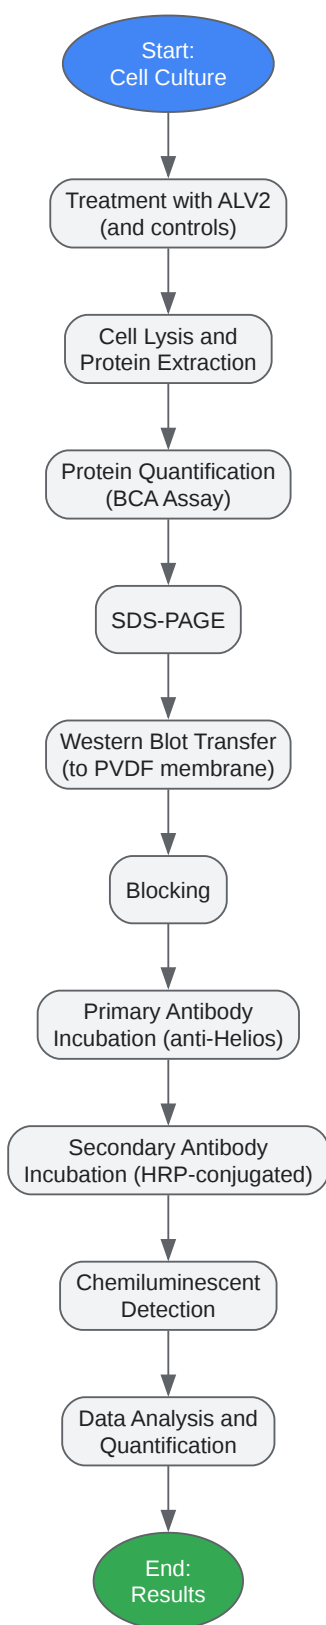 Start:
Cell Culture
Treatment with ALV2
(and controls)
Cell Lysis and
Protein Extraction
Protein Quantification
(BCA Assay)
SDS-PAGE
Western Blot Transfer
(to PVDF membrane)
Blocking
Primary Antibody
Incubation (anti-Helios)
Secondary Antibody
Incubation (HRP-conjugated)
Chemiluminescent
Detection
Data Analysis and
Quantification
End:
Results